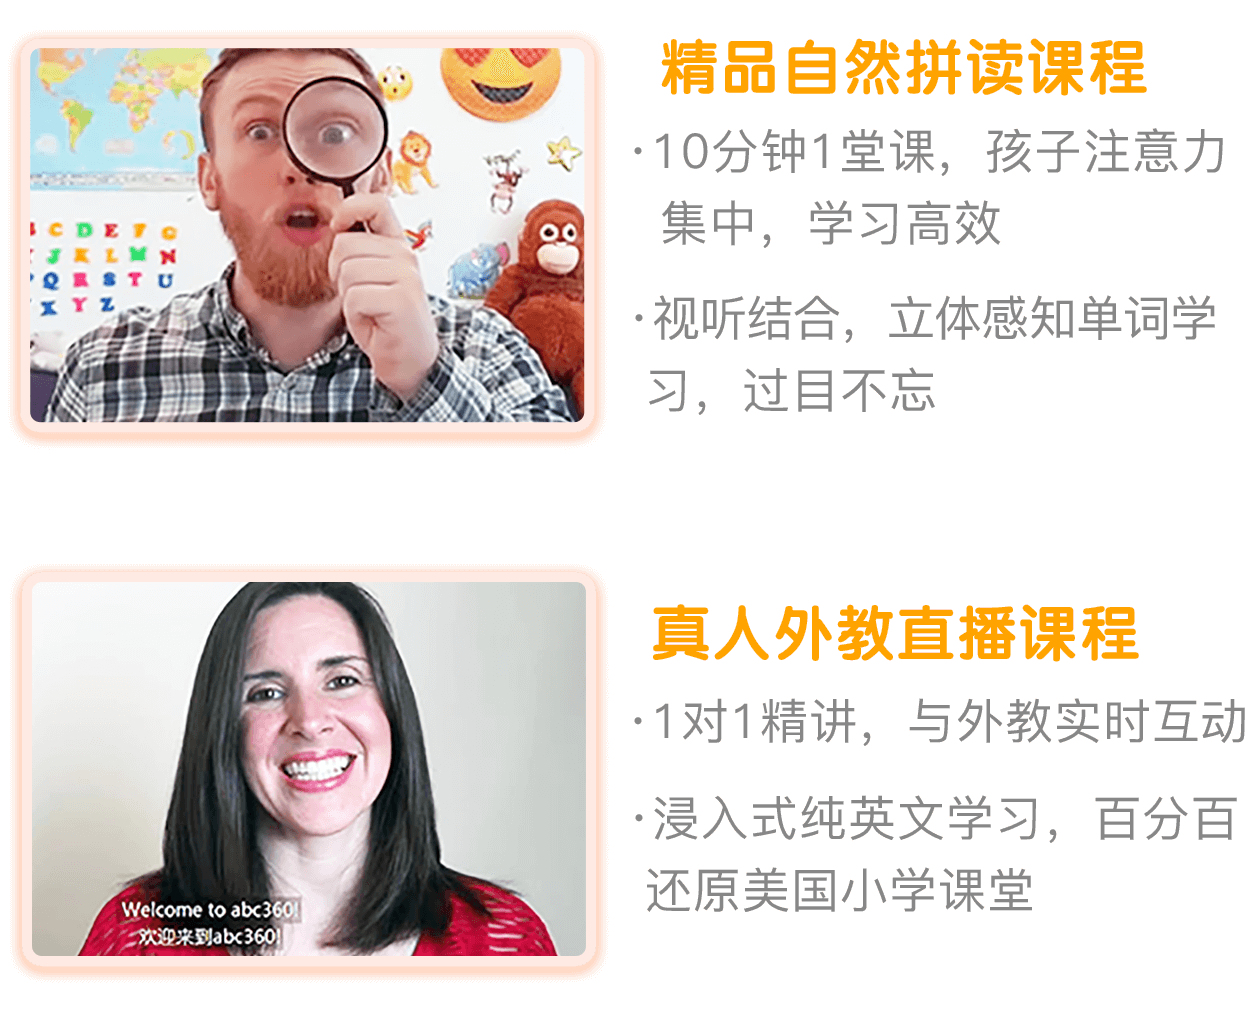 精品自然拼读课程
·10分钟1堂课，孩子注意力
集中，学习高效
·视听结合，立体感知单词学
习，过目不忘
C D E F G
J K L M N
Q R S T U
X Y Z
真人外教直播课程
·1对1精讲，与外教实时互动
·浸入式纯英文学习，百分百
还原美国小学课堂
Welcome to abc360!
欢迎来到abc360!